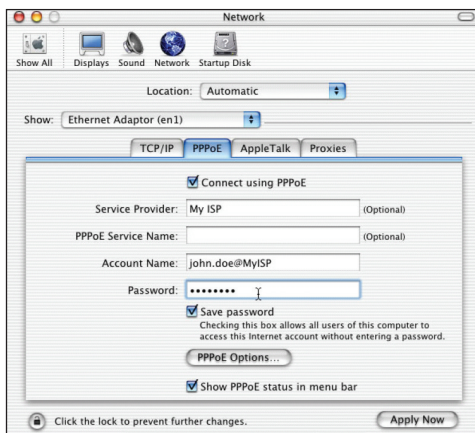 Network
Show All Displays Sound Network Startup Disk
Location: Automatic
Show: Ethernet Adaptor (en1)
TCP/IP PPPoE AppleTalk Proxies
Connect using PPPoE
Service Provider: My ISP (Optional)
PPPoE Service Name: (Optional)
Account Name: john.doe@MyISP
Password: ••••••••
Save password
Checking this box allows all users of this computer to
access this Internet account without entering a password.
PPPoE Options...
Show PPPoE status in menu bar
Click the lock to prevent further changes. Apply Now